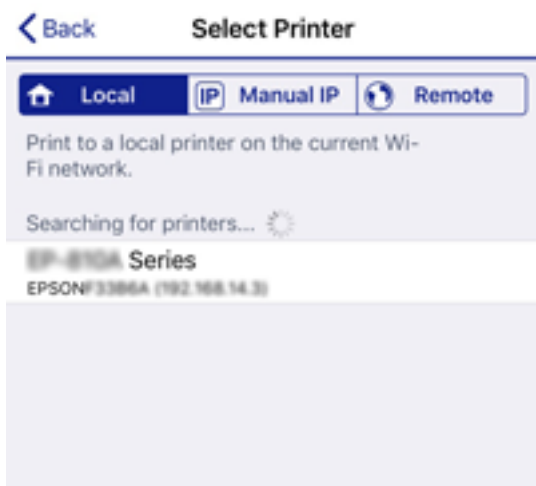 Back Select Printer
Local IP Manual IP Remote
Print to a local printer on the current Wi-
Fi network.
Searching for printers...
Series
EPSON